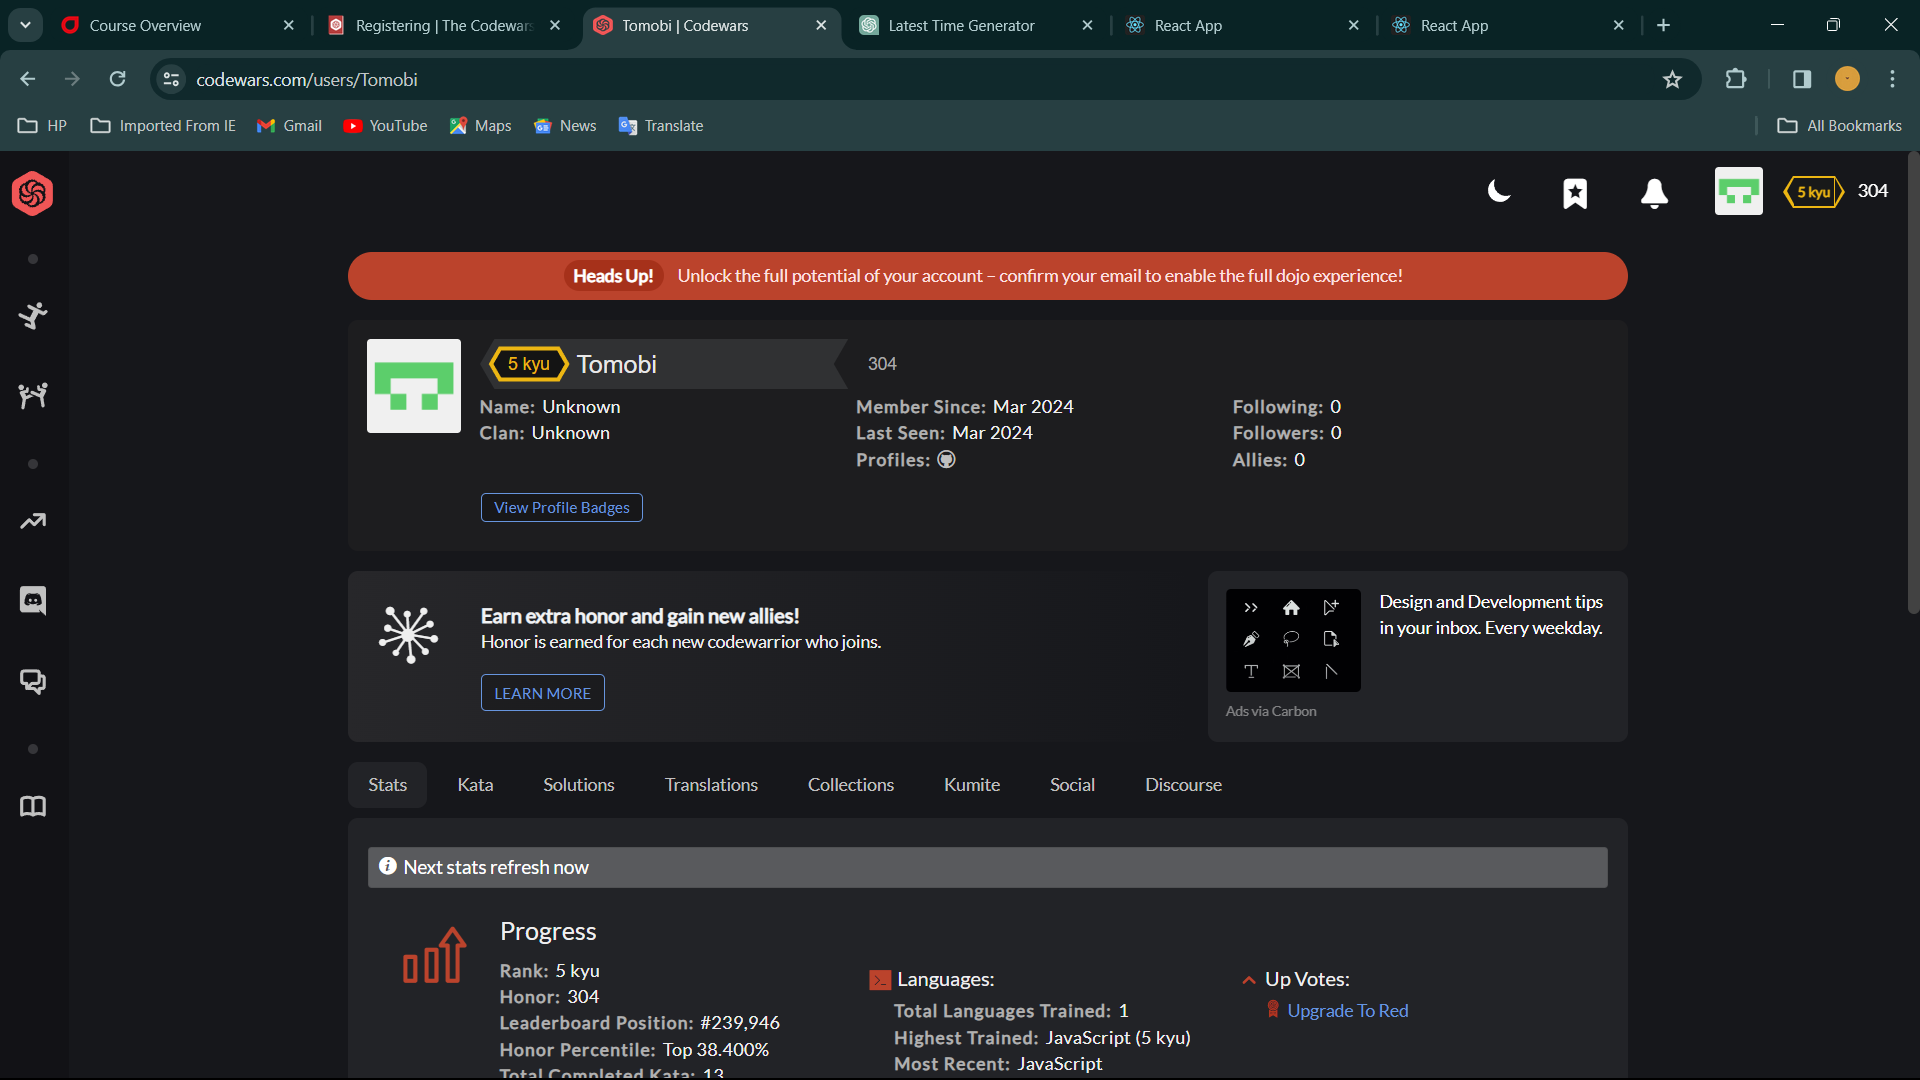 Course Overview
Registering | The Codewars
Tomobi | Codewars
Latest Time Generator
React App
React App
codewars.com/users/Tomobi
HP
Imported From IE
Gmail
YouTube
Maps
News
Translate
All Bookmarks
5 kyu
304
Heads Up! Unlock the full potential of your account – confirm your email to enable the full dojo experience!
5 kyu Tomobi
304
Name: Unknown
Clan: Unknown
Member Since: Mar 2024
Last Seen: Mar 2024
Profiles:
Following: 0
Followers: 0
Allies: 0
View Profile Badges
Earn extra honor and gain new allies!
Honor is earned for each new codewarrior who joins.
LEARN MORE
Design and Development tips
in your inbox. Every weekday.
Ads via Carbon
Stats
Kata
Solutions
Translations
Collections
Kumite
Social
Discourse
Next stats refresh now
Progress
Rank: 5 kyu
Honor: 304
Leaderboard Position: #239,946
Honor Percentile: Top 38.400%
Total Completed Kata: 13
Languages:
Total Languages Trained: 1
Highest Trained: JavaScript (5 kyu)
Most Recent: JavaScript
Up Votes:
Upgrade To Red